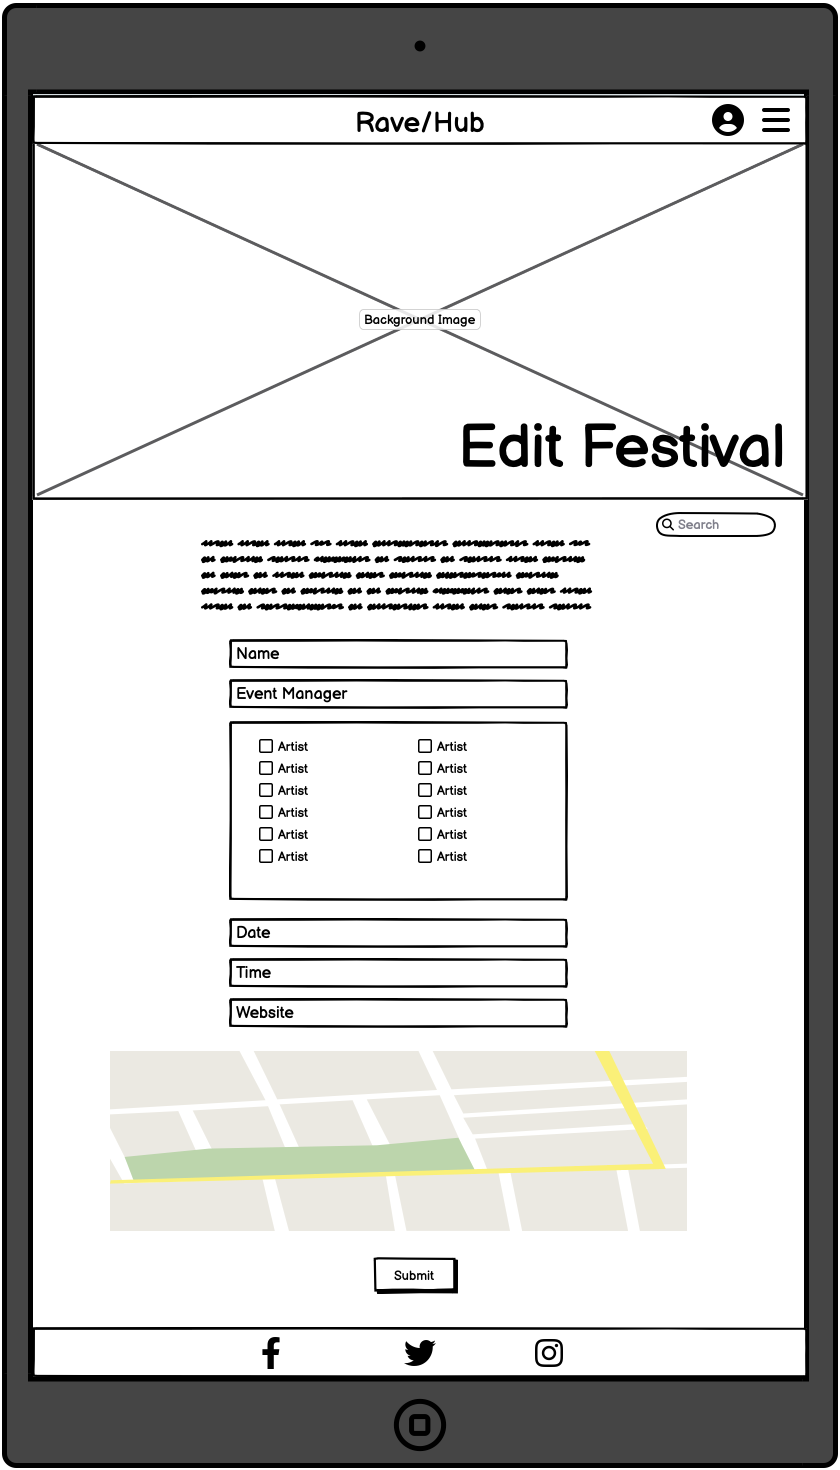 Rave/Hub
Background Image
Edit Festival
Search
Name
Event Manager
Artist Artist
Artist Artist
Artist Artist
Artist Artist
Artist Artist
Artist Artist
Date
Time
Website
Submit